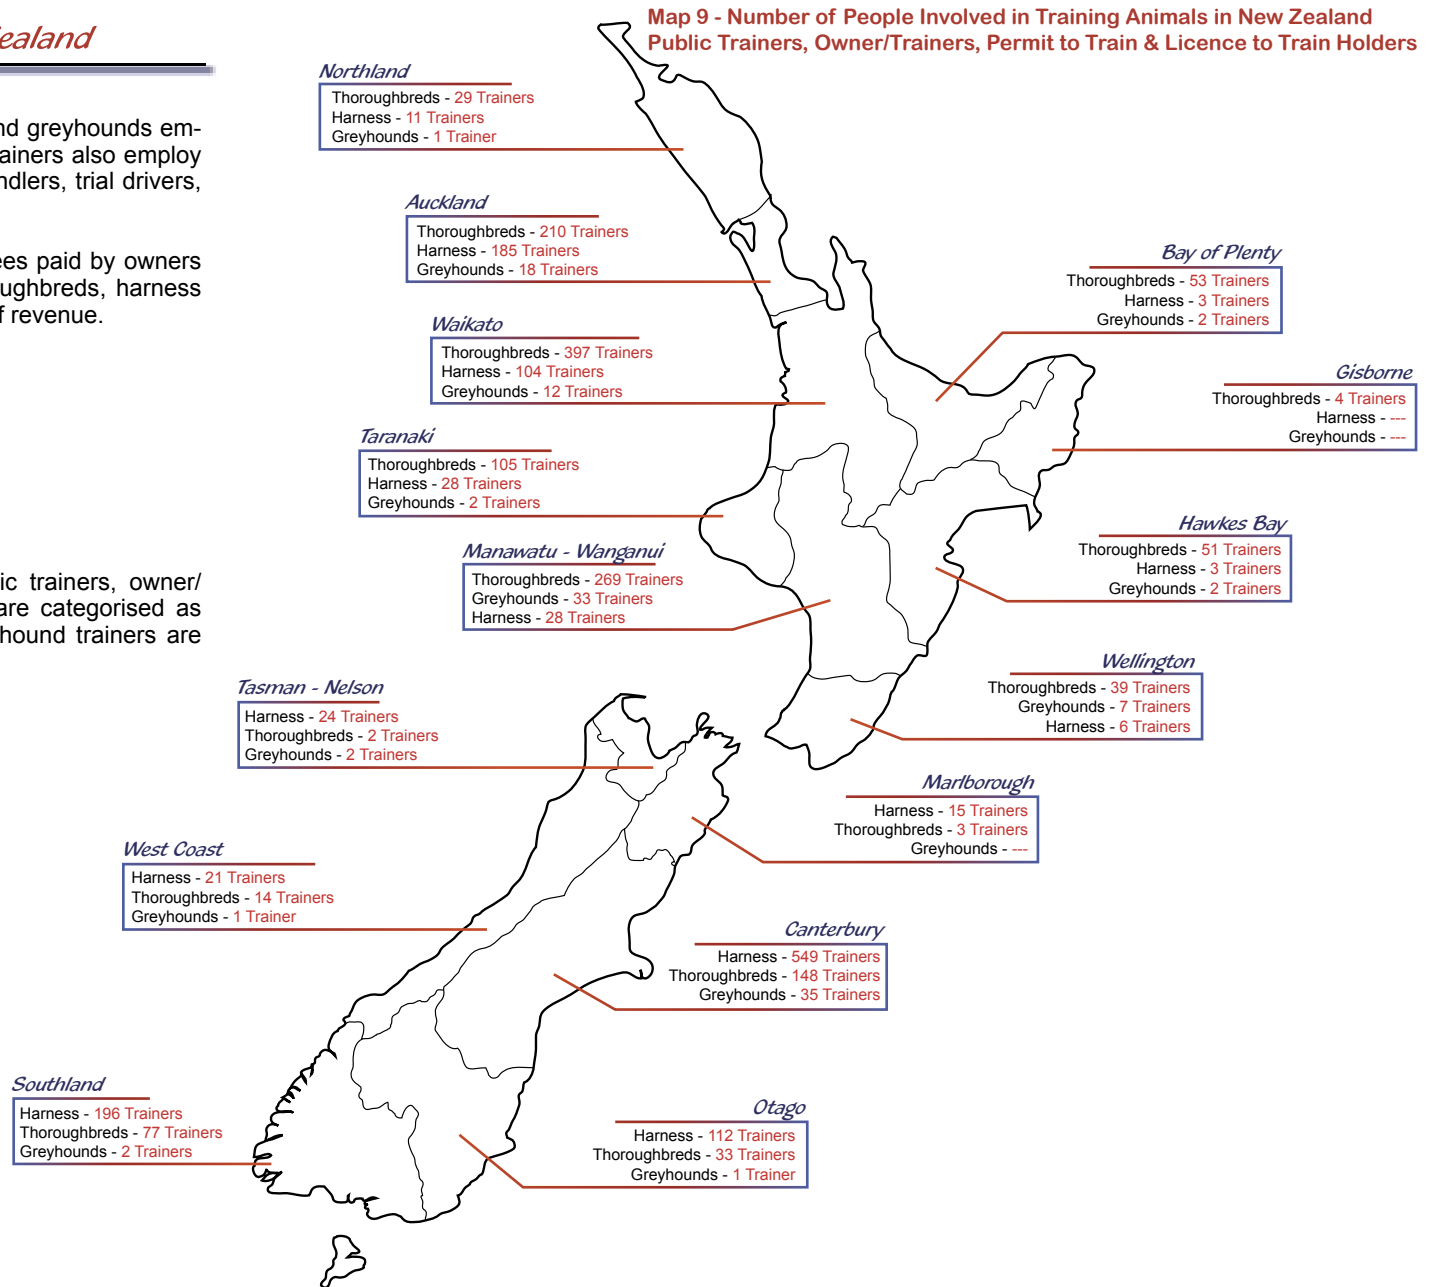 ealand
nd greyhounds em-
ainers also employ
ndlers, trial drivers,
ees paid by owners
ughbreds, harness
f revenue.
ic trainers, owner/
are categorised as
hound trainers are
Map 9 - Number of People Involved in Training Animals in New Zealand
Public Trainers, Owner/Trainers, Permit to Train & Licence to Train Holders
Northland
Thoroughbreds - 29 Trainers
Harness - 11 Trainers
Greyhounds - 1 Trainer
Auckland
Thoroughbreds - 210 Trainers
Harness - 185 Trainers
Greyhounds - 18 Trainers
Bay of Plenty
Thoroughbreds - 53 Trainers
Harness - 3 Trainers
Greyhounds - 2 Trainers
Waikato
Thoroughbreds - 397 Trainers
Harness - 104 Trainers
Greyhounds - 12 Trainers
Gisborne
Thoroughbreds - 4 Trainers
Harness - ---
Greyhounds - ---
Taranaki
Thoroughbreds - 105 Trainers
Harness - 28 Trainers
Greyhounds - 2 Trainers
Hawkes Bay
Thoroughbreds - 51 Trainers
Harness - 3 Trainers
Greyhounds - 2 Trainers
Manawatu - Wanganui
Thoroughbreds - 269 Trainers
Greyhounds - 33 Trainers
Harness - 28 Trainers
Wellington
Thoroughbreds - 39 Trainers
Greyhounds - 7 Trainers
Harness - 6 Trainers
Tasman - Nelson
Harness - 24 Trainers
Thoroughbreds - 2 Trainers
Greyhounds - 2 Trainers
Marlborough
Harness - 15 Trainers
Thoroughbreds - 3 Trainers
Greyhounds - ---
West Coast
Harness - 21 Trainers
Thoroughbreds - 14 Trainers
Greyhounds - 1 Trainer
Canterbury
Harness - 549 Trainers
Thoroughbreds - 148 Trainers
Greyhounds - 35 Trainers
Southland
Harness - 196 Trainers
Thoroughbreds - 77 Trainers
Greyhounds - 2 Trainers
Otago
Harness - 112 Trainers
Thoroughbreds - 33 Trainers
Greyhounds - 1 Trainer